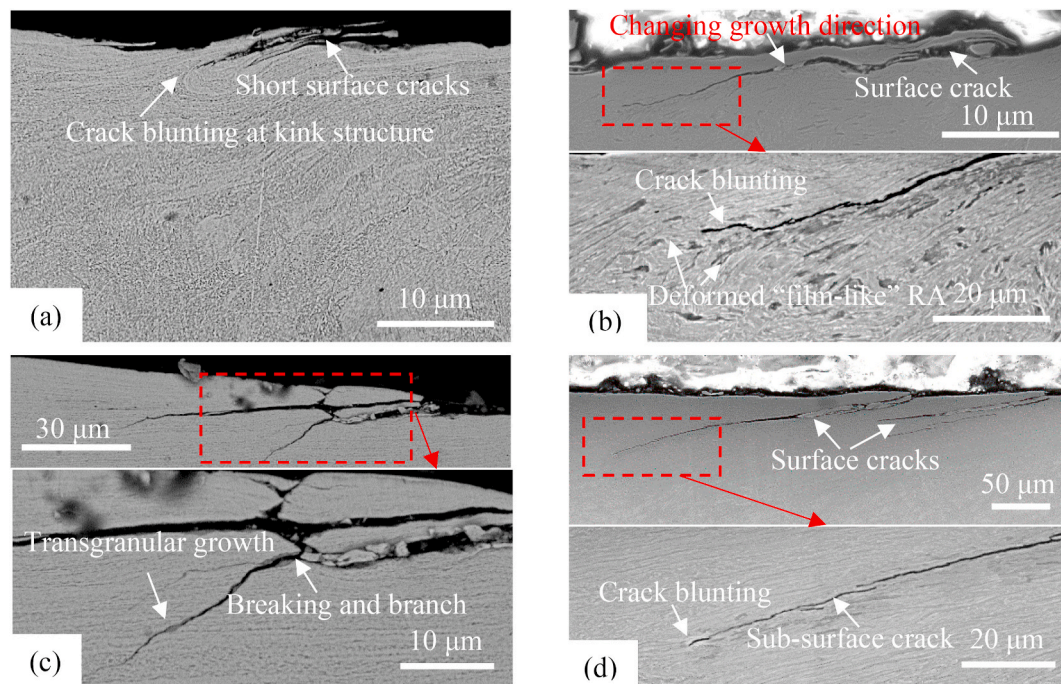 Short surface cracks
Crack blunting at kink structure
10 μm
(a)
Changing growth direction
Surface crack
10 μm
Crack blunting
Deformed “film-like” RA
20 μm
(b)
30 μm
Transgranular growth
Breaking and branch
10 μm
(c)
Surface cracks
50 μm
Crack blunting
Sub-surface crack
20 μm
(d)